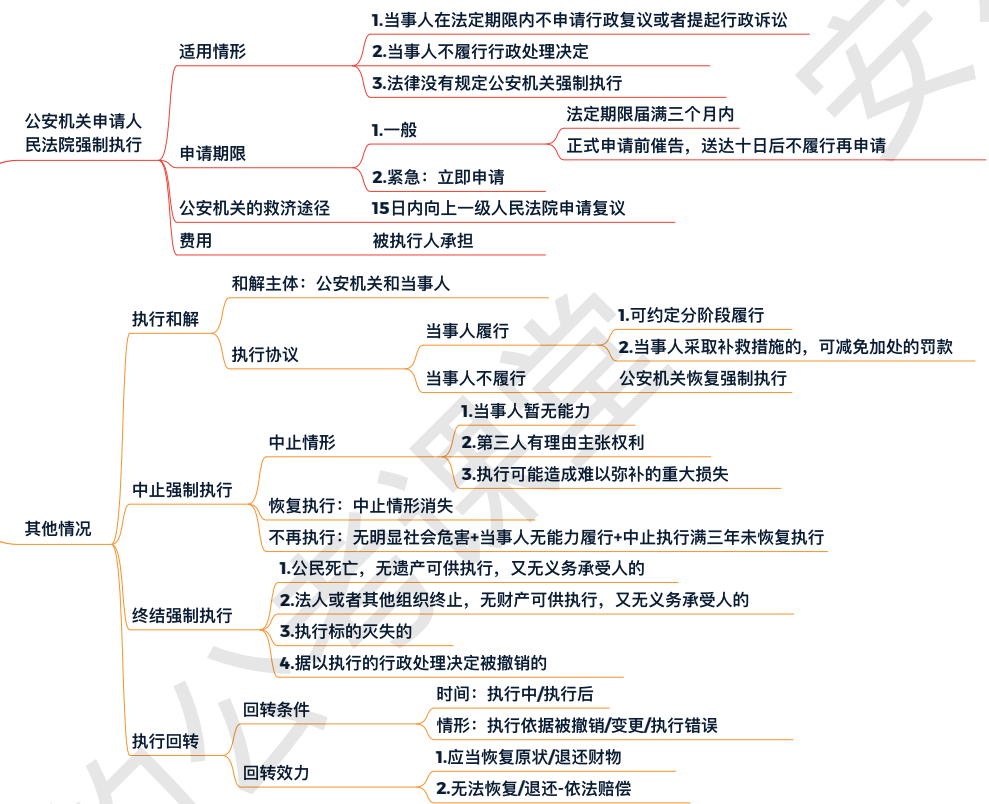 公安机关申请人
民法院强制执行
适用情形
1.当事人在法定期限内不申请行政复议或者提起行政诉讼
2.当事人不履行行政处理决定
3.法律没有规定公安机关强制执行
申请期限
1.一般
法定期限届满三个月内
正式申请前催告，送达十日后不履行再申请
2.紧急：立即申请
公安机关的救济途径
15日内向上一级人民法院申请复议
费用
被执行人承担
其他情况
执行和解
和解主体：公安机关和当事人
执行协议
当事人履行
1.可约定分阶段履行
2.当事人采取补救措施的，可减免加处的罚款
当事人不履行
公安机关恢复强制执行
中止强制执行
中止情形
1.当事人暂无能力
2.第三人有理由主张权利
3.执行可能造成难以弥补的重大损失
恢复执行：中止情形消失
不再执行：无明显社会危害+当事人无能力履行+中止执行满三年未恢复执行
终结强制执行
1.公民死亡，无遗产可供执行，又无义务承受人的
2.法人或者其他组织终止，无财产可供执行，又无义务承受人的
3.执行标的灭失的
4.据以执行的行政处理决定被撤销的
执行回转
回转条件
时间：执行中/执行后
情形：执行依据被撤销/变更/执行错误
回转效力
1.应当恢复原状/退还财物
2.无法恢复/退还-依法赔偿
的公考课堂
安